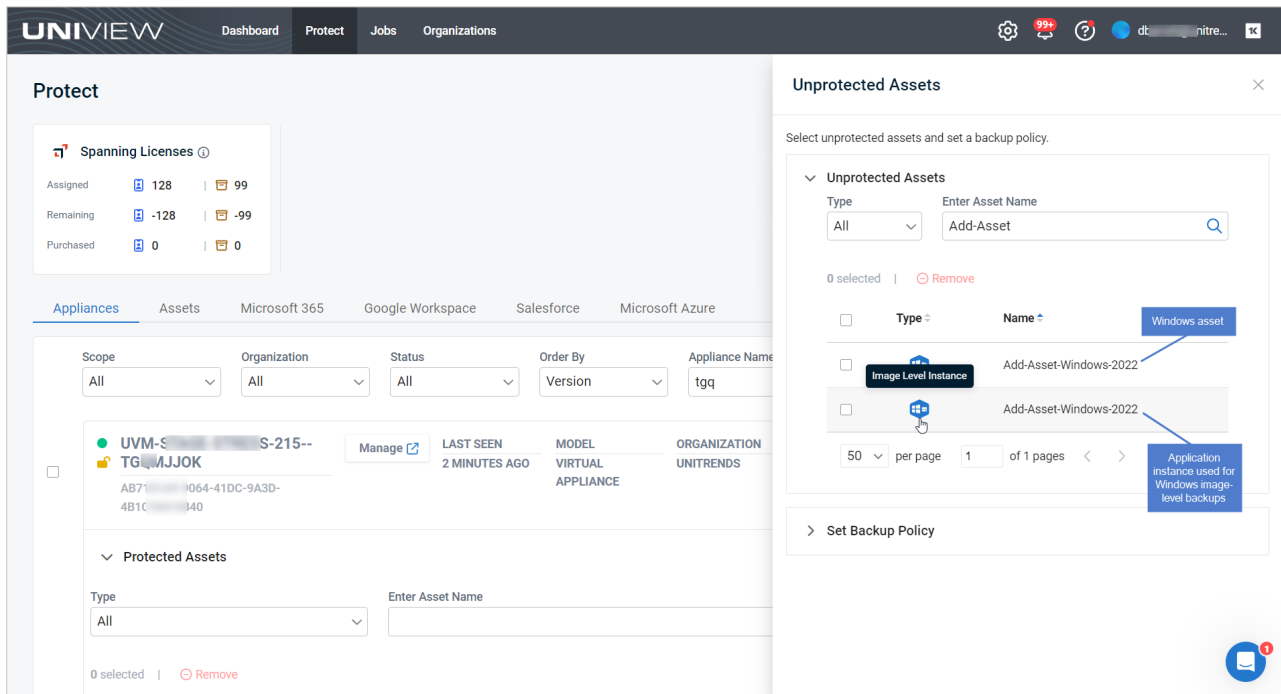 UNIVIEW
Dashboard
Protect
Jobs
Organizations
99+
Protect
Spanning Licenses
Assigned 128 | 99
Remaining -128 | -99
Purchased 0 | 0
Appliances
Assets
Microsoft 365
Google Workspace
Salesforce
Microsoft Azure
Scope
All
Organization
All
Status
All
Order By
Version
Appliance Name
tgq
Manage
LAST SEEN
2 MINUTES AGO
MODEL
VIRTUAL
APPLIANCE
ORGANIZATION
UNITRENDS
Protected Assets
Type
All
Enter Asset Name
0 selected | Remove
Unprotected Assets
Select unprotected assets and set a backup policy.
Unprotected Assets
Type
All
Enter Asset Name
Add-Asset
0 selected | Remove
Type
Name
Windows asset
Add-Asset-Windows-2022
Image Level Instance
Add-Asset-Windows-2022
50 per page 1 of 1 pages
Application
instance used for
Windows image-
level backups
Set Backup Policy
1